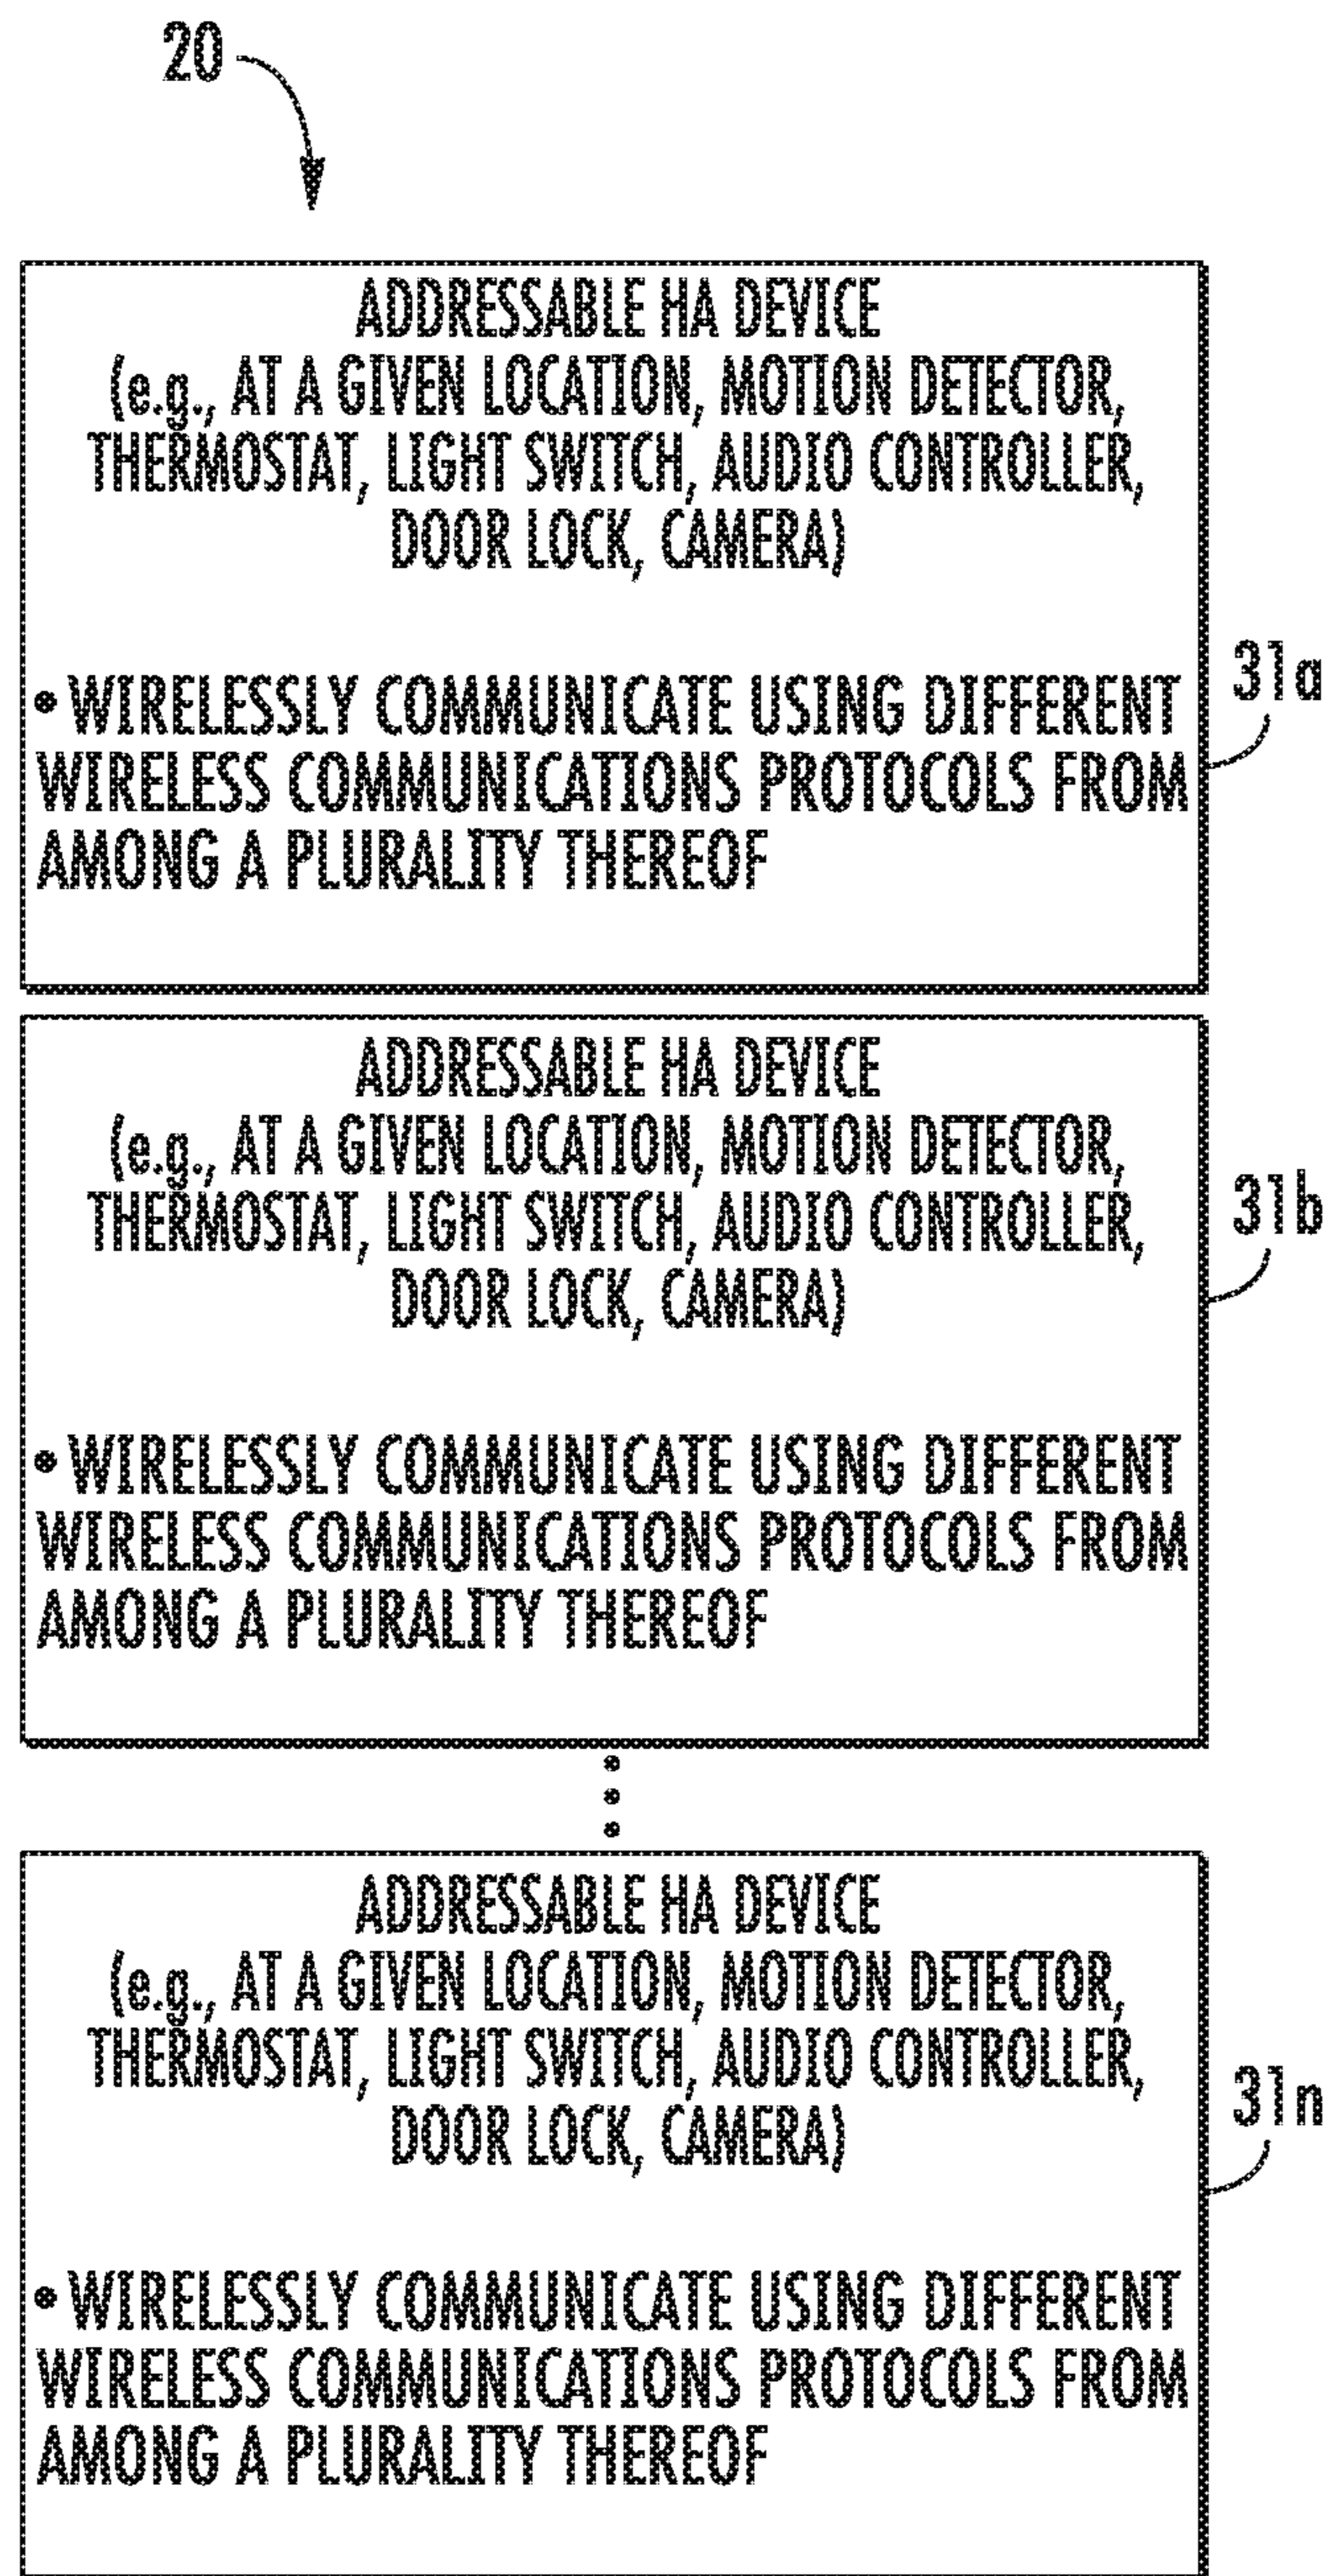 20
ADDRESSABLE HA DEVICE
(e.g., AT A GIVEN LOCATION, MOTION DETECTOR,
THERMOSTAT, LIGHT SWITCH, AUDIO CONTROLLER,
DOOR LOCK, CAMERA)
• WIRELESSLY COMMUNICATE USING DIFFERENT
WIRELESS COMMUNICATIONS PROTOCOLS FROM
AMONG A PLURALITY THEREOF
31a
ADDRESSABLE HA DEVICE
(e.g., AT A GIVEN LOCATION, MOTION DETECTOR,
THERMOSTAT, LIGHT SWITCH, AUDIO CONTROLLER,
DOOR LOCK, CAMERA)
• WIRELESSLY COMMUNICATE USING DIFFERENT
WIRELESS COMMUNICATIONS PROTOCOLS FROM
AMONG A PLURALITY THEREOF
31b
ADDRESSABLE HA DEVICE
(e.g., AT A GIVEN LOCATION, MOTION DETECTOR,
THERMOSTAT, LIGHT SWITCH, AUDIO CONTROLLER,
DOOR LOCK, CAMERA)
• WIRELESSLY COMMUNICATE USING DIFFERENT
WIRELESS COMMUNICATIONS PROTOCOLS FROM
AMONG A PLURALITY THEREOF
31n